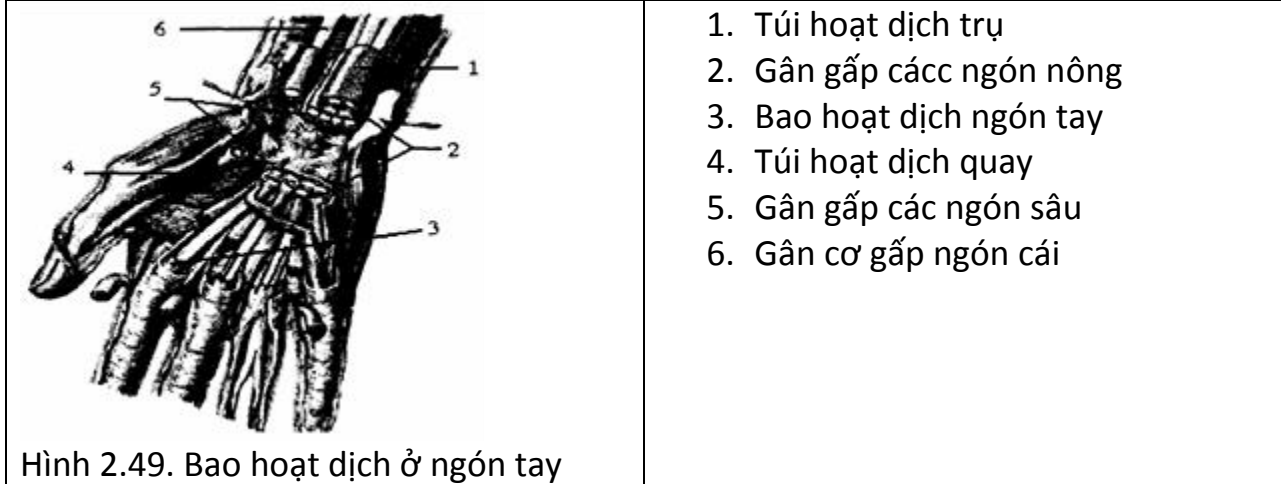 6
1
5
2
4
3
Hình 2.49. Bao hoạt dịch ở ngón tay
1. Túi hoạt dịch trụ
2. Gân gấp cácc ngón nông
3. Bao hoạt dịch ngón tay
4. Túi hoạt dịch quay
5. Gân gấp các ngón sâu
6. Gân cơ gấp ngón cái